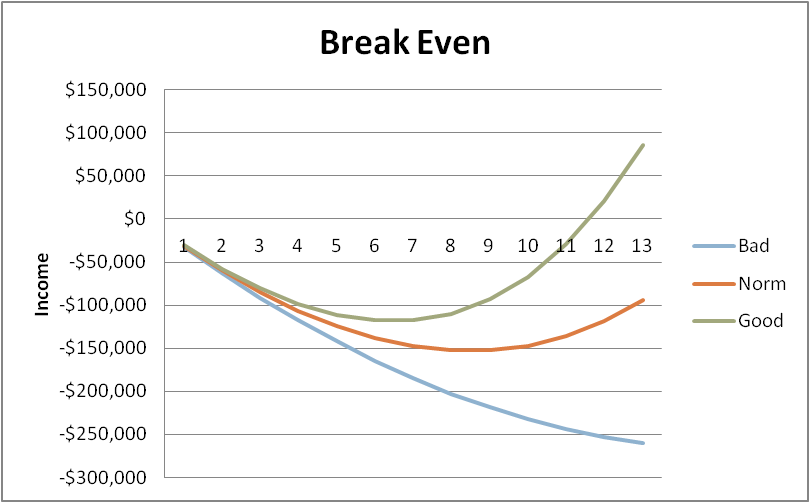 Break Even
$150,000
$100,000
$50,000
$0
1 2 3 4 5 6 7 8 9 10 11 12 13
-$50,000
-$100,000
-$150,000
-$200,000
-$250,000
-$300,000
Income
Bad
Norm
Good